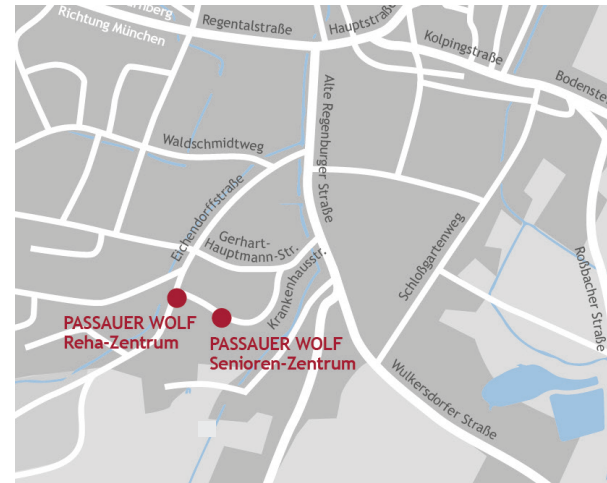 Richtung München
Regentalstraße
Hauptstraße
Kolpingstraße
Waldschmidtweg
Alte Regenburger Straße
Eichendorffstraße
Gerhart-
Hauptmann-Str.
Krankenhausstr.
Schloßgartenweg
Roßbacher Straße
PASSAUER WOLF
Reha-Zentrum
PASSAUER WOLF
Senioren-Zentrum
Wulkersdorfer Straße